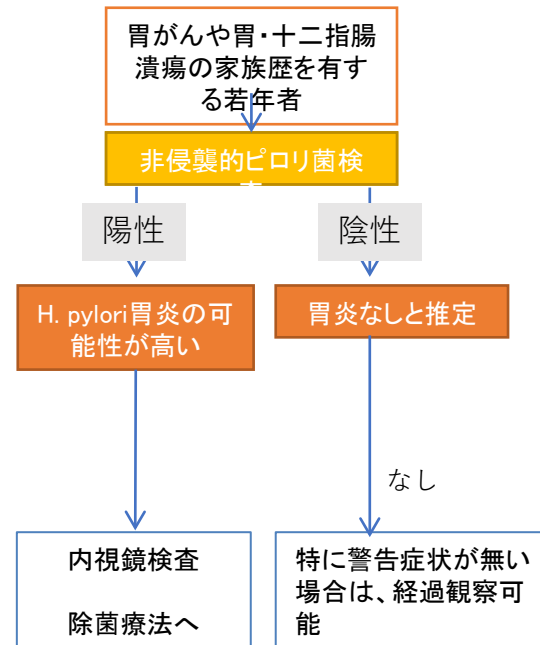 胃がんや胃・十二指腸
潰瘍の家族歴を有す
る若年者
非侵襲的ピロリ菌検
陽性
陰性
H. pylori胃炎の可
能性が高い
胃炎なしと推定
なし
内視鏡検査
除菌療法へ
特に警告症状が無い
場合は、経過観察可
能